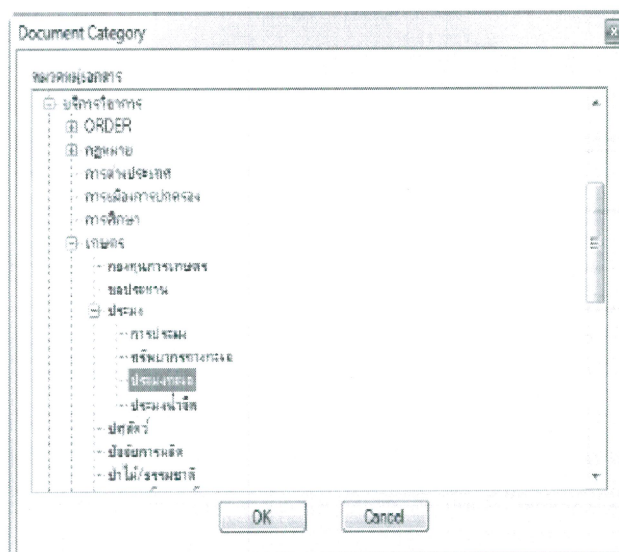 Document Category
หมวดหมู่เอกสาร
บริการวิชาการ
ORDER
กฎหมาย
การต่างประเทศ
การเมืองการปกครอง
การศึกษา
เกษตร
กองทุนการเกษตร
ชลประทาน
ประมง
การประมง
ทรัพยากรทางทะเล
ประมงทะเล
ประมงน้ำจืด
ปศุสัตว์
ปัจจัยการผลิต
ป่าไม้/ธรรมชาติ
OK Cancel